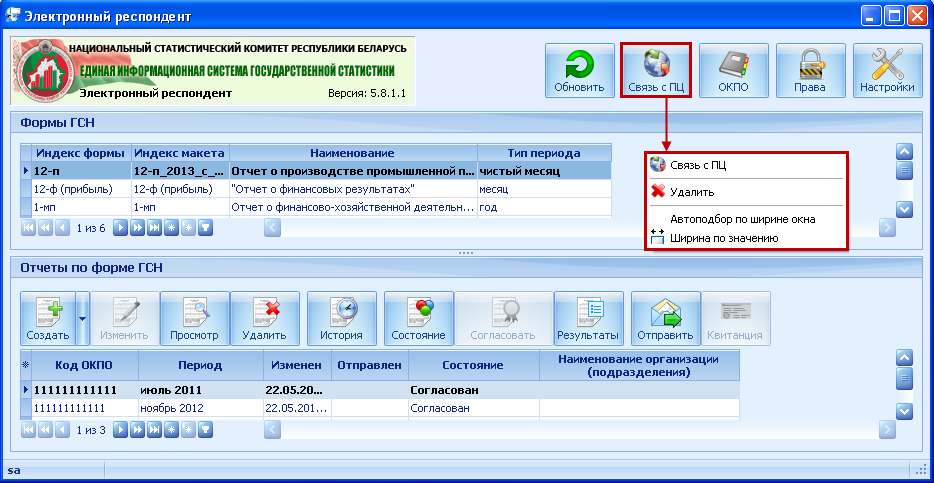 Электронный респондент
НАЦИОНАЛЬНЫЙ СТАТИСТИЧЕСКИЙ КОМИТЕТ РЕСПУБЛИКИ БЕЛАРУСЬ
ЕДИНАЯ ИНФОРМАЦИОННАЯ СИСТЕМА ГОСУДАРСТВЕННОЙ СТАТИСТИКИ
Электронный респондент Версия: 5.8.1.1
Обновить Связь с ПЦ ОКПО Права Настройки
Формы ГСН
Индекс формы Индекс макета Наименование Тип периода
12-п 12-п_2013_с_... Отчет о производстве промышленной п... чистый месяц
12-ф (прибыль) 12-ф (прибыль) "Отчет о финансовых результатах" месяц
1-мп 1-мп Отчет о финансово-хозяйственной деятельн... год
1 из 6
Связь с ПЦ
Удалить
Автоподбор по ширине окна
Ширина по значению
Отчеты по форме ГСН
Создать Изменить Просмотр Удалить История Состояние Согласовать Результаты Отправить Квитанция
Код ОКПО Период Изменен Отправлен Состояние Наименование организации
(подразделения)
111111111111 июль 2011 22.05.20... Согласован
111111111111 ноябрь 2012 22.05.201... Согласован
1 из 3
sa